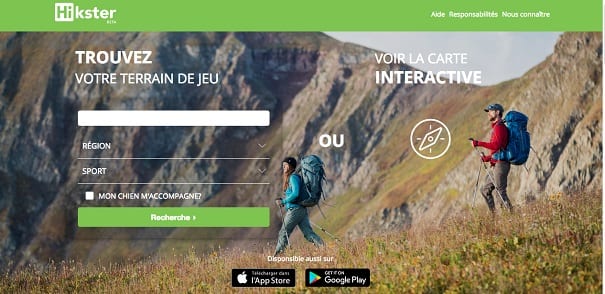 Hikster
BETA
Aide Responsabilités Nous connaître
TROUVEZ
VOTRE TERRAIN DE JEU
RÉGION
SPORT
MON CHIEN M'ACCOMPAGNE?
Recherche ›
OU
VOIR LA CARTE
INTERACTIVE
Disponible aussi sur
Télécharger dans
l'App Store
GET IT ON
Google Play